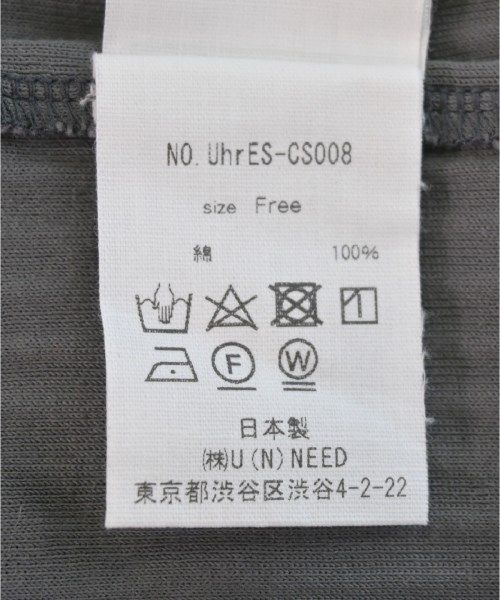 NO. UhrES-CS008
size Free
綿 100%
F W
日本製
㈱U(N)NEED
東京都渋谷区渋谷4-2-22